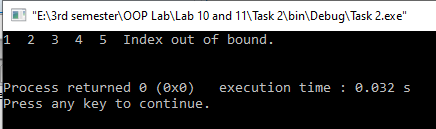 "E:\3rd semester\OOP Lab\Lab 10 and 11\Task 2\bin\Debug\Task 2.exe"
1  2  3  4  5  Index out of bound.
Process returned 0 (0x0)   execution time : 0.032 s
Press any key to continue.